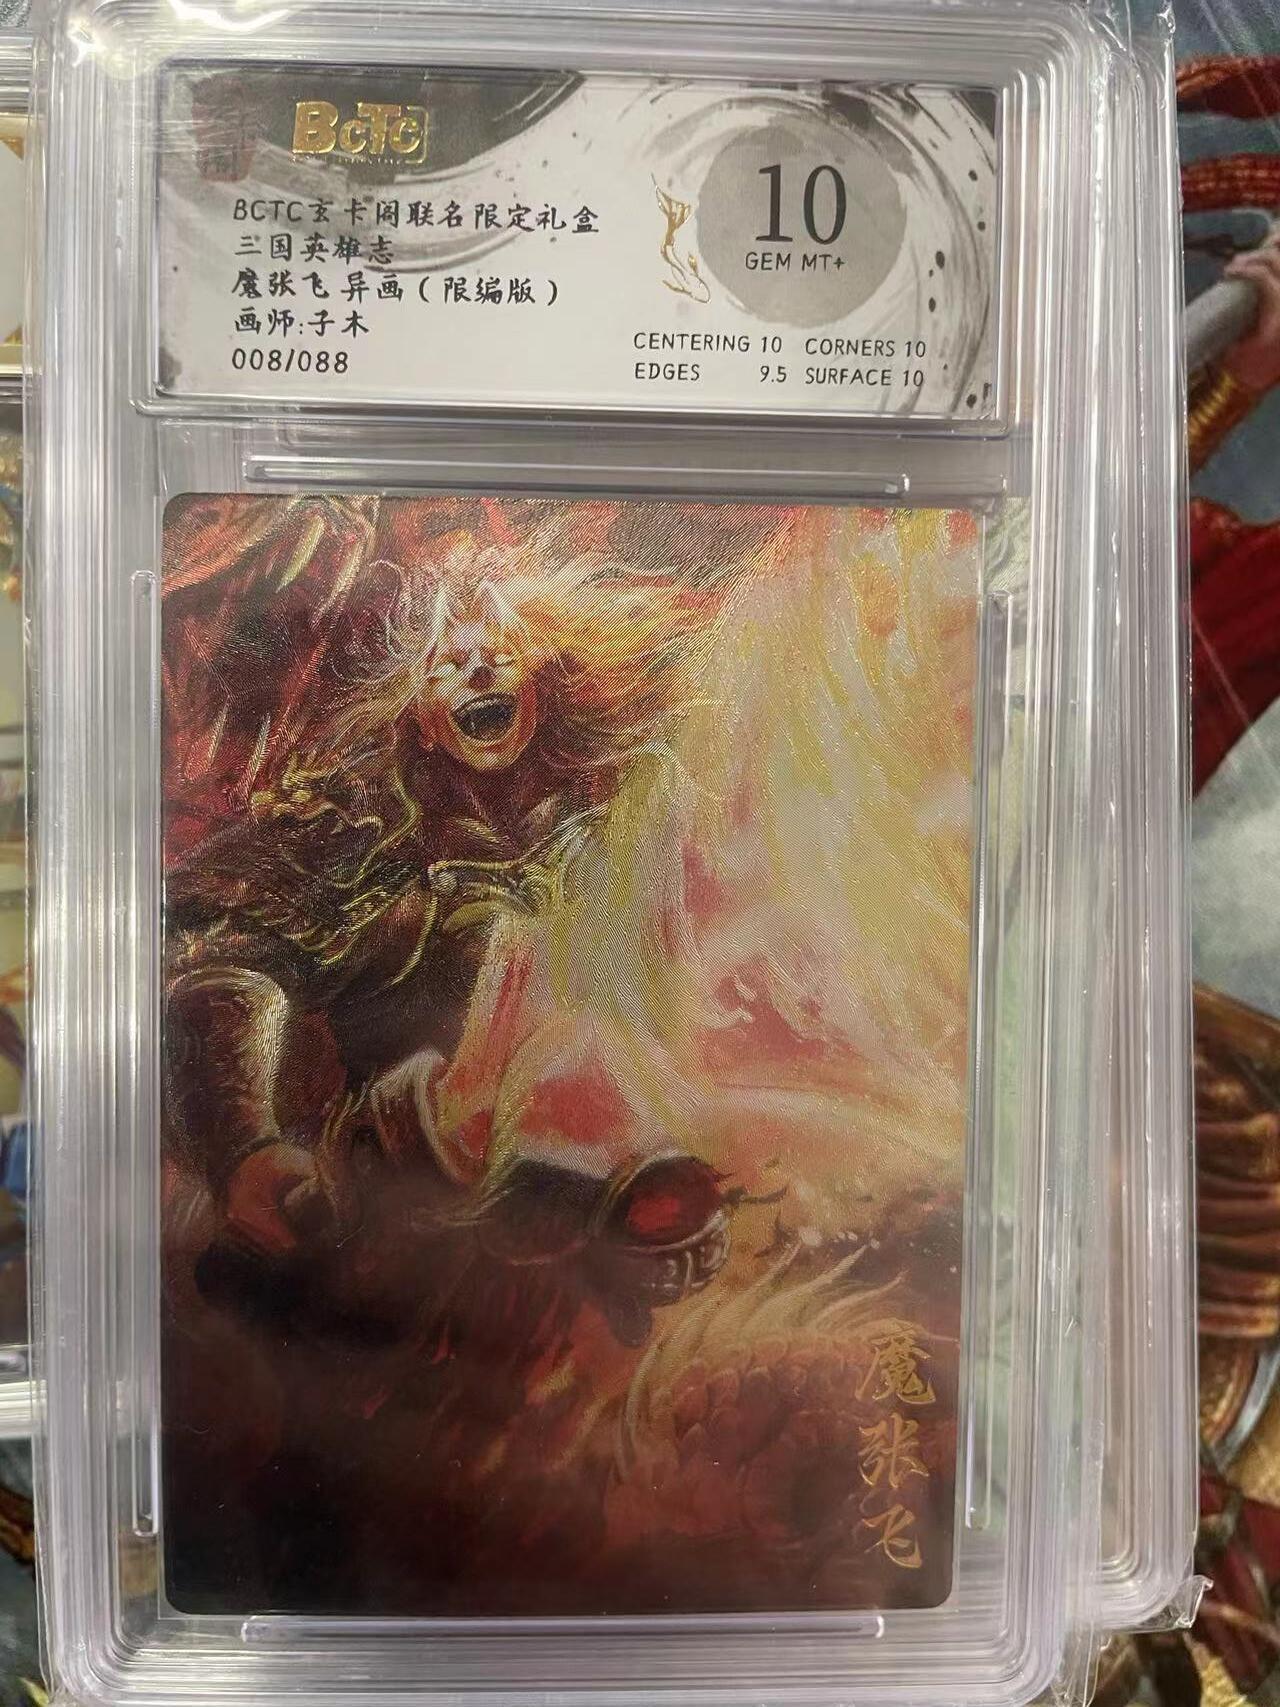 BCTC
10
GEM MT+
BCTC玄卡阁联名限定礼盒
三国英雄志
魔张飞异画(限编版)
画师:子木
008/088
CENTERING 10 CORNERS 10
EDGES 9.5 SURFACE 10
魔张飞